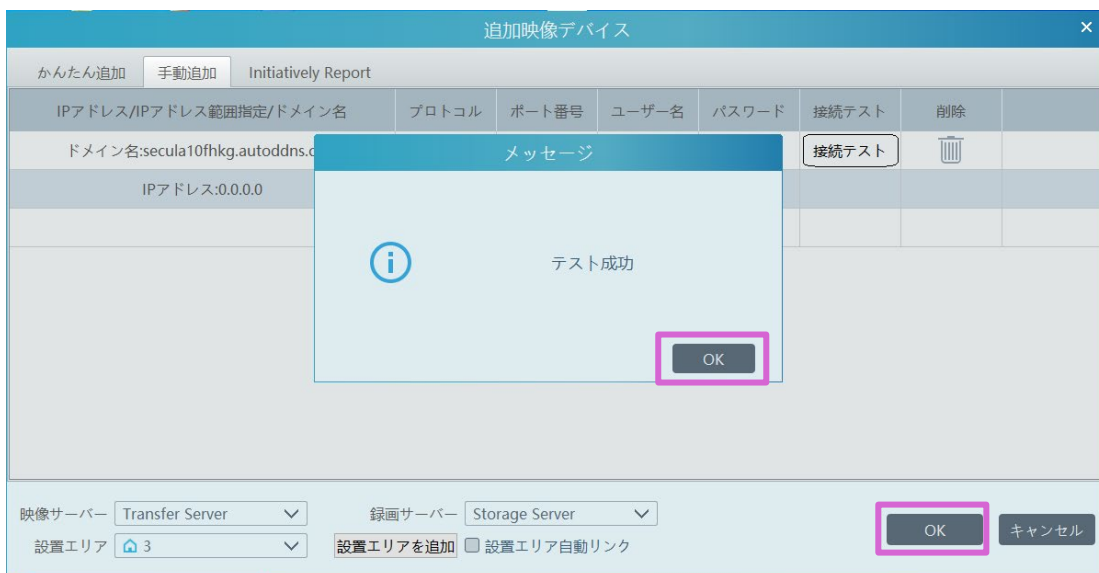 追加映像デバイス
かんたん追加 手動追加 Initiatively Report
IPアドレス/IPアドレス範囲指定/ドメイン名 プロトコル ポート番号 ユーザー名 パスワード 接続テスト 削除
ドメイン名:secula10fhkg.autoddns.c 接続テスト
メッセージ
IPアドレス:0.0.0.0
テスト成功
OK
映像サーバー Transfer Server 録画サーバー Storage Server
設置エリア 3 設置エリアを追加 設置エリア自動リンク
OK キャンセル